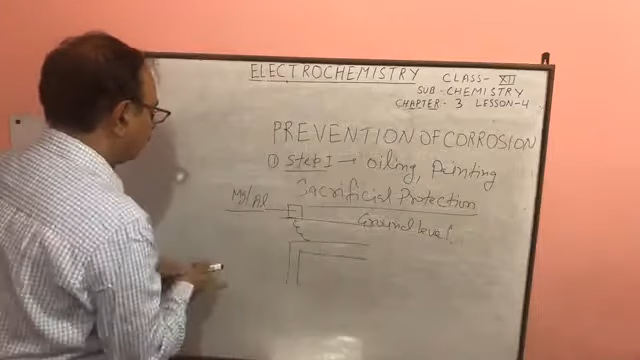 ELECTROCHEMISTRY
CLASS- XII
SUB- CHEMISTRY
CHAPTER- 3 LESSON-4
PREVENTION OF CORROSION
① Step I → oiling, painting
Sacrificial Protection
Mg/Al
Ground level